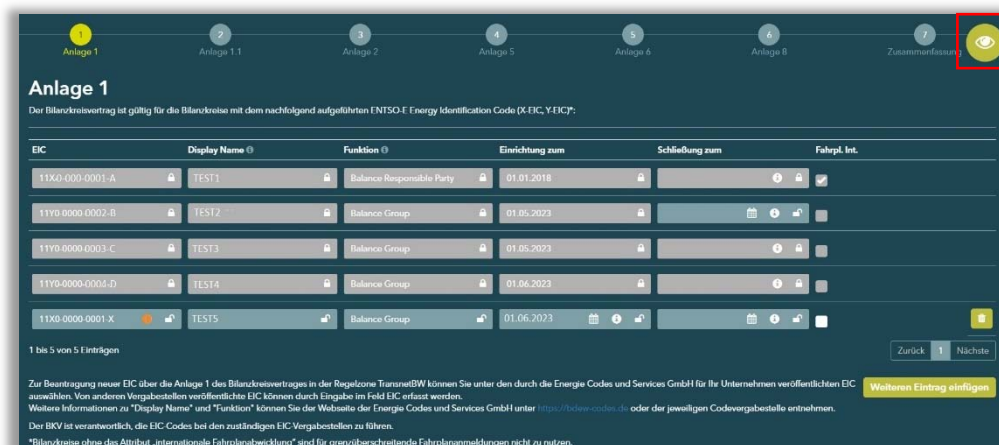 1 2 3 4 5 6 7
Anlage 1 Anlage 1.1 Anlage 2 Anlage 5 Anlage 6 Anlage 8 Zusammenfassung
Anlage 1
Der Bilanzkreisvertrag ist gültig für die Bilanzkreise mit dem nachfolgend aufgeführten ENTSO-E Energy Identification Code (X-EIC, Y-EIC)*:
EIC Display Name Funktion Einrichtung zum Schließung zum Fahrpl. Int.
11X0-000-0001-A TEST1 Balance Responsible Party 01.01.2018
11Y0-0000-0002-B TEST2 Balance Group 01.05.2023
11Y0-0000-0003-C TEST3 Balance Group 01.05.2023
11Y0-0000-0004-D TEST4 Balance Group 01.06.2023
11X0-0000-0001-X TEST5 Balance Group 01.06.2023
1 bis 5 von 5 Einträgen Zurück 1 Nächste
Zur Beantragung neuer EIC über die Anlage 1 des Bilanzkreisvertrages in der Regelzone TransnetBW können Sie unter den durch die Energie Codes und Services GmbH für Ihr Unternehmen veröffentlichten EIC Weiteren Eintrag einfügen
auswählen. Von anderen Vergabestellen veröffentlichte EIC können durch Eingabe im Feld EIC erfasst werden.
Weitere Informationen zu "Display Name" und "Funktion" können Sie der Webseite der Energie Codes und Services GmbH unter https://bdew-codes.de oder der jeweiligen Codevergabestelle entnehmen.
Der BKV ist verantwortlich, die EIC-Codes bei den zuständigen EIC-Vergabestellen zu führen.
*Bilanzkreise ohne das Attribut „internationale Fahrplanabwicklung" sind für grenzüberschreitende Fahrplananmeldungen nicht zu nutzen.